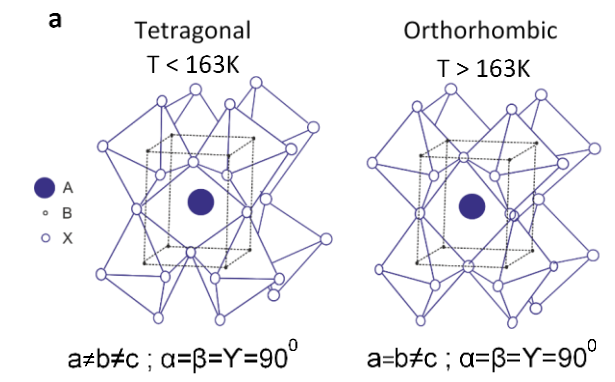 a
Tetragonal
T < 163K
Orthorhombic
T > 163K
A
B
X
a≠b≠c ; α=β=ϒ=90⁰
a=b≠c ; α=β=ϒ=90⁰